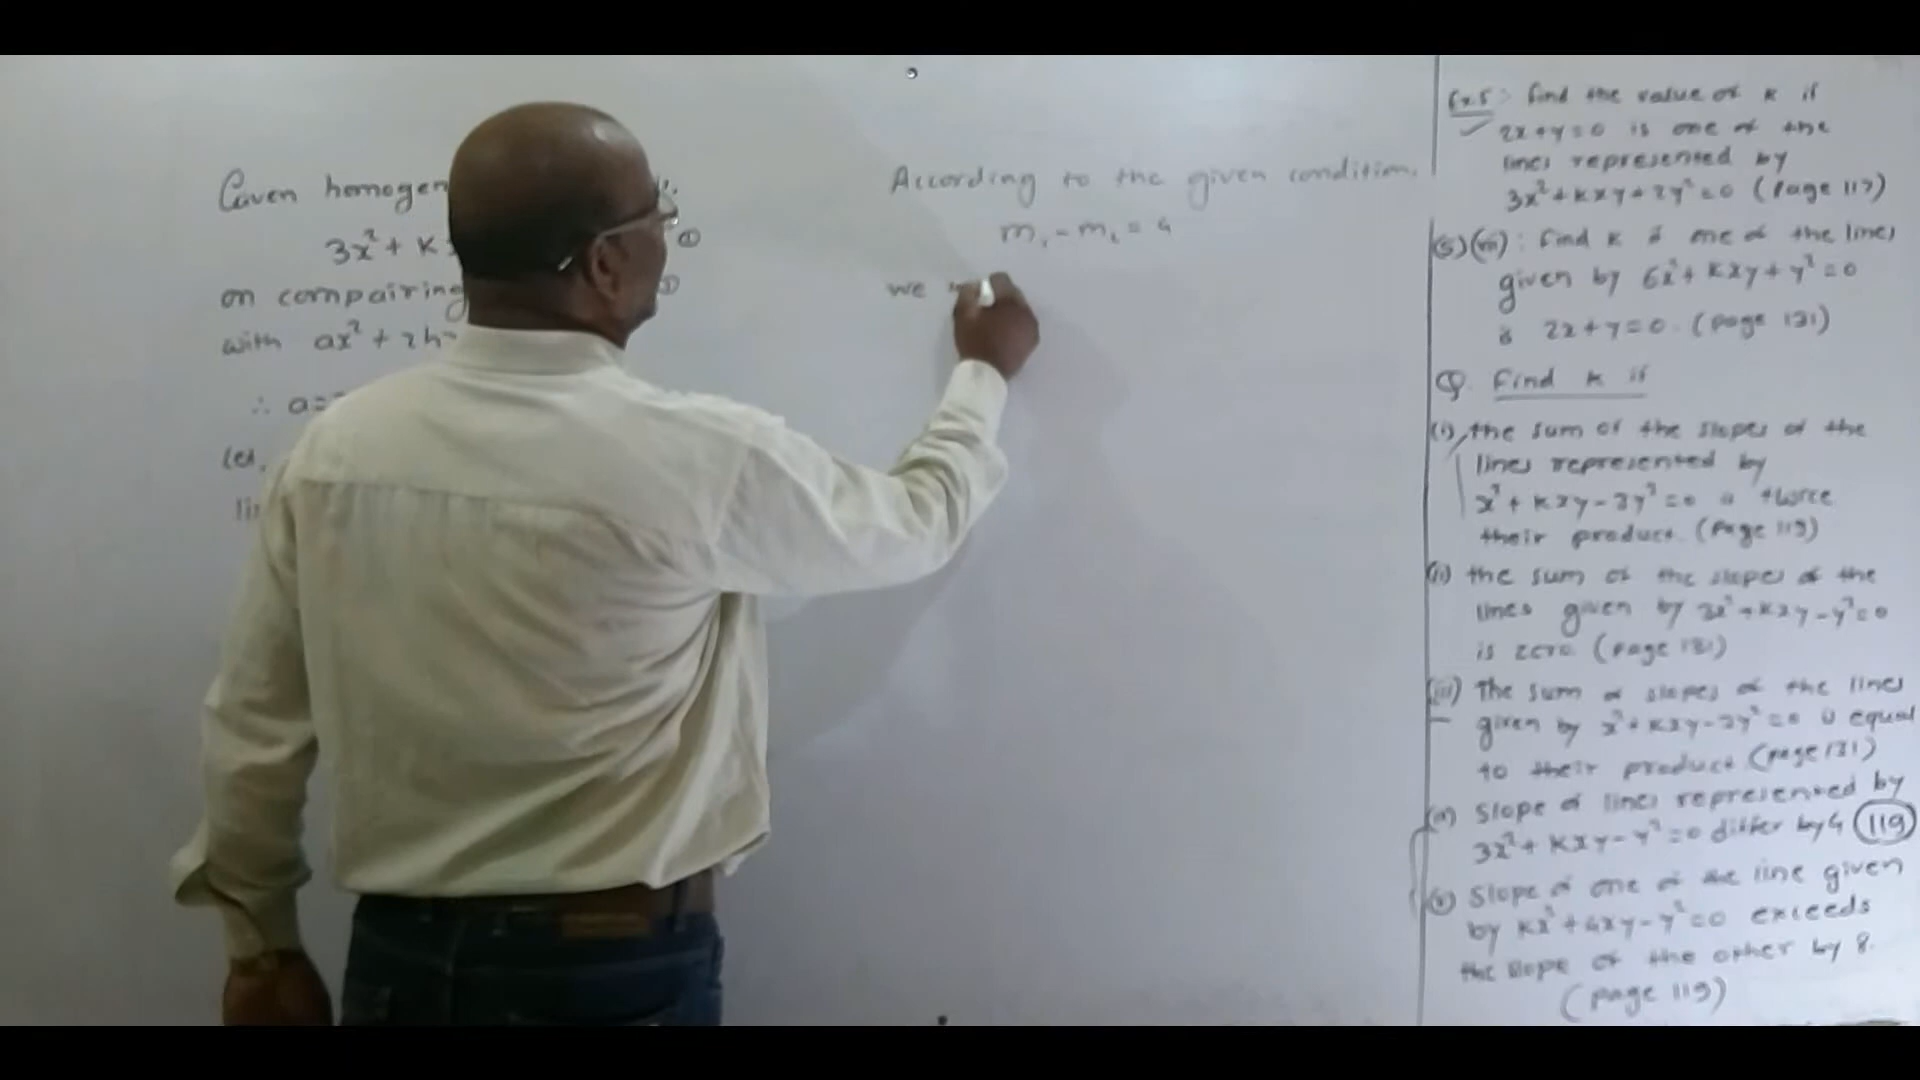 Given homogen
3x² + k
①
on compairing
with ax² + 2h
∴ a=
let,
According to the given condition.
m₁ - m₂ = 4
we
Ex.5: find the value of k if
2x+y=0 is one of the
lines represented by
3x²+kxy+2y²=0 (page 117)
(5)(iii): find k if one of the lines
given by 6x²+kxy+y²=0
is 2x+y=0. (page 131)
Q. Find k if
(i) the sum of the slopes of the
lines represented by
x²+kxy-3y²=0 is twice
their product. (page 119)
(ii) the sum of the slopes of the
lines given by 3x²+kxy-y²=0
is zero (page 131)
(iii) The sum of slopes of the lines
given by x²+kxy-3y²=0 is equal
to their product (page 131)
slope of lines represented by
3x²+kxy-y²=0 differ by 4 (119)
(v) slope of one of the line given
by kx²+4xy-y²=0 exceeds
the slope of the other by 8.
(page 119)